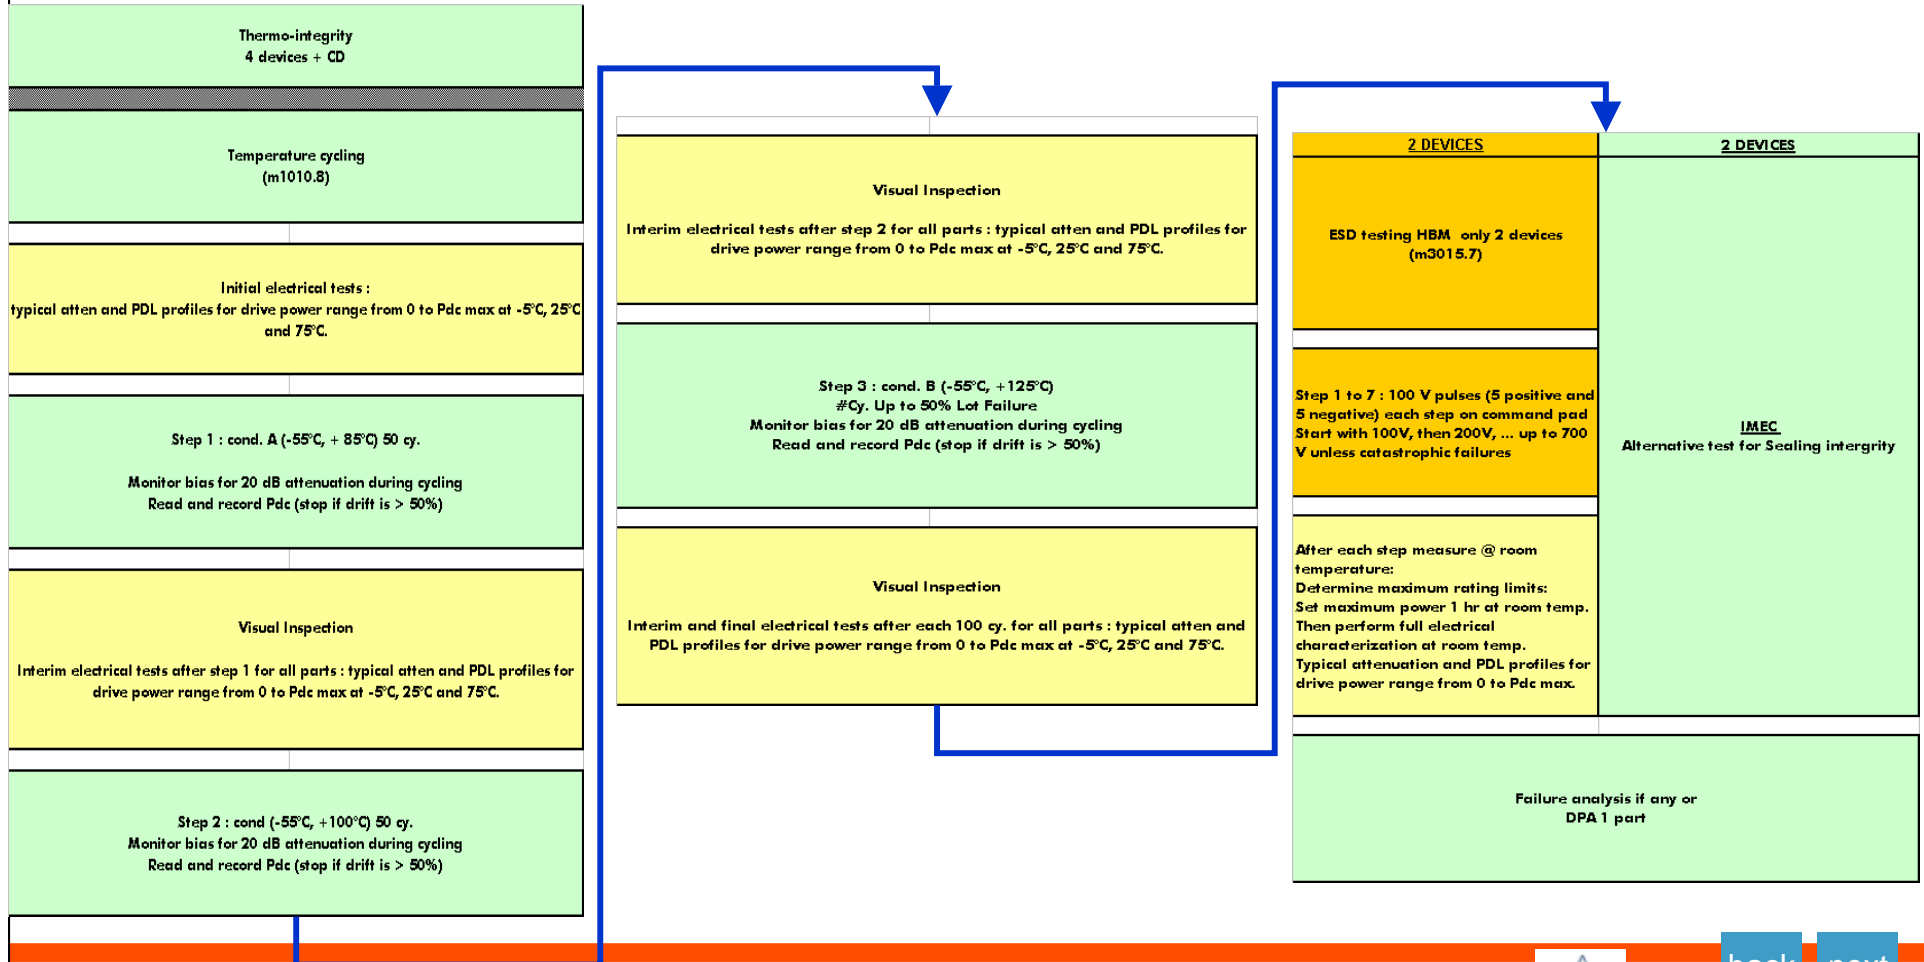 Thermo-integrity
4 devices + CD
Temperature cycling
(m1010.8)
Initial electrical tests :
typical atten and PDL profiles for drive power range from 0 to Pdc max at -5°C, 25°C
and 75°C.
Step 1 : cond. A (-55°C, + 85°C) 50 cy.
Monitor bias for 20 dB attenuation during cycling
Read and record Pdc (stop if drift is > 50%)
Visual Inspection
Interim electrical tests after step 1 for all parts : typical atten and PDL profiles for
drive power range from 0 to Pdc max at -5°C, 25°C and 75°C.
Step 2 : cond (-55°C, +100°C) 50 cy.
Monitor bias for 20 dB attenuation during cycling
Read and record Pdc (stop if drift is > 50%)
Visual Inspection
Interim electrical tests after step 2 for all parts : typical atten and PDL profiles for
drive power range from 0 to Pdc max at -5°C, 25°C and 75°C.
Step 3 : cond. B (-55°C, +125°C)
#Cy. Up to 50% Lot Failure
Monitor bias for 20 dB attenuation during cycling
Read and record Pdc (stop if drift is > 50%)
Visual Inspection
Interim and final electrical tests after each 100 cy. for all parts : typical atten and
PDL profiles for drive power range from 0 to Pdc max at -5°C, 25°C and 75°C.
2 DEVICES
ESD testing HBM only 2 devices
(m3015.7)
Step 1 to 7 : 100 V pulses (5 positive and
5 negative) each step on command pad
Start with 100V, then 200V, ... up to 700
V unless catastrophic failures
After each step measure @ room
temperature:
Determine maximum rating limits:
Set maximum power 1 hr at room temp.
Then perform full electrical
characterization at room temp.
Typical attenuation and PDL profiles for
drive power range from 0 to Pdc max.
2 DEVICES
IMEC
Alternative test for Sealing intergrity
Failure analysis if any or
DPA 1 part
back
next